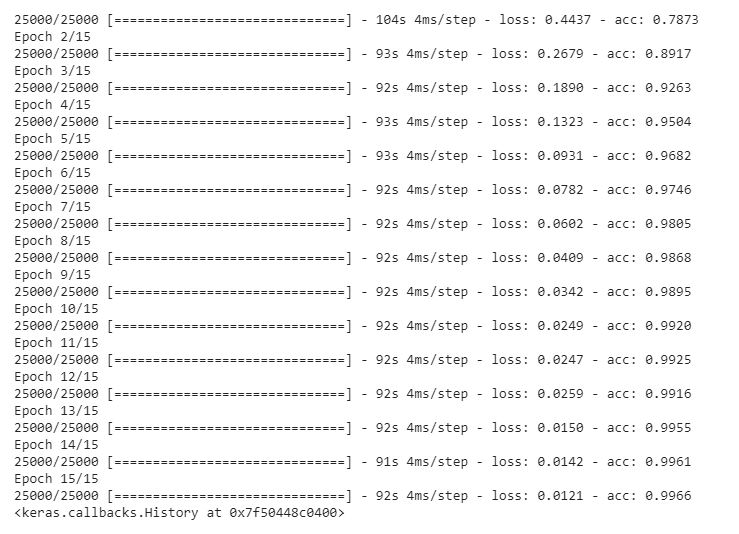 25000/25000 [==============================] - 104s 4ms/step - loss: 0.4437 - acc: 0.7873
Epoch 2/15
25000/25000 [==============================] - 93s 4ms/step - loss: 0.2679 - acc: 0.8917
Epoch 3/15
25000/25000 [==============================] - 92s 4ms/step - loss: 0.1890 - acc: 0.9263
Epoch 4/15
25000/25000 [==============================] - 93s 4ms/step - loss: 0.1323 - acc: 0.9504
Epoch 5/15
25000/25000 [==============================] - 93s 4ms/step - loss: 0.0931 - acc: 0.9682
Epoch 6/15
25000/25000 [==============================] - 92s 4ms/step - loss: 0.0782 - acc: 0.9746
Epoch 7/15
25000/25000 [==============================] - 92s 4ms/step - loss: 0.0602 - acc: 0.9805
Epoch 8/15
25000/25000 [==============================] - 92s 4ms/step - loss: 0.0409 - acc: 0.9868
Epoch 9/15
25000/25000 [==============================] - 92s 4ms/step - loss: 0.0342 - acc: 0.9895
Epoch 10/15
25000/25000 [==============================] - 92s 4ms/step - loss: 0.0249 - acc: 0.9920
Epoch 11/15
25000/25000 [==============================] - 92s 4ms/step - loss: 0.0247 - acc: 0.9925
Epoch 12/15
25000/25000 [==============================] - 92s 4ms/step - loss: 0.0259 - acc: 0.9916
Epoch 13/15
25000/25000 [==============================] - 92s 4ms/step - loss: 0.0150 - acc: 0.9955
Epoch 14/15
25000/25000 [==============================] - 91s 4ms/step - loss: 0.0142 - acc: 0.9961
Epoch 15/15
25000/25000 [==============================] - 92s 4ms/step - loss: 0.0121 - acc: 0.9966
<keras.callbacks.History at 0x7f50448c0400>